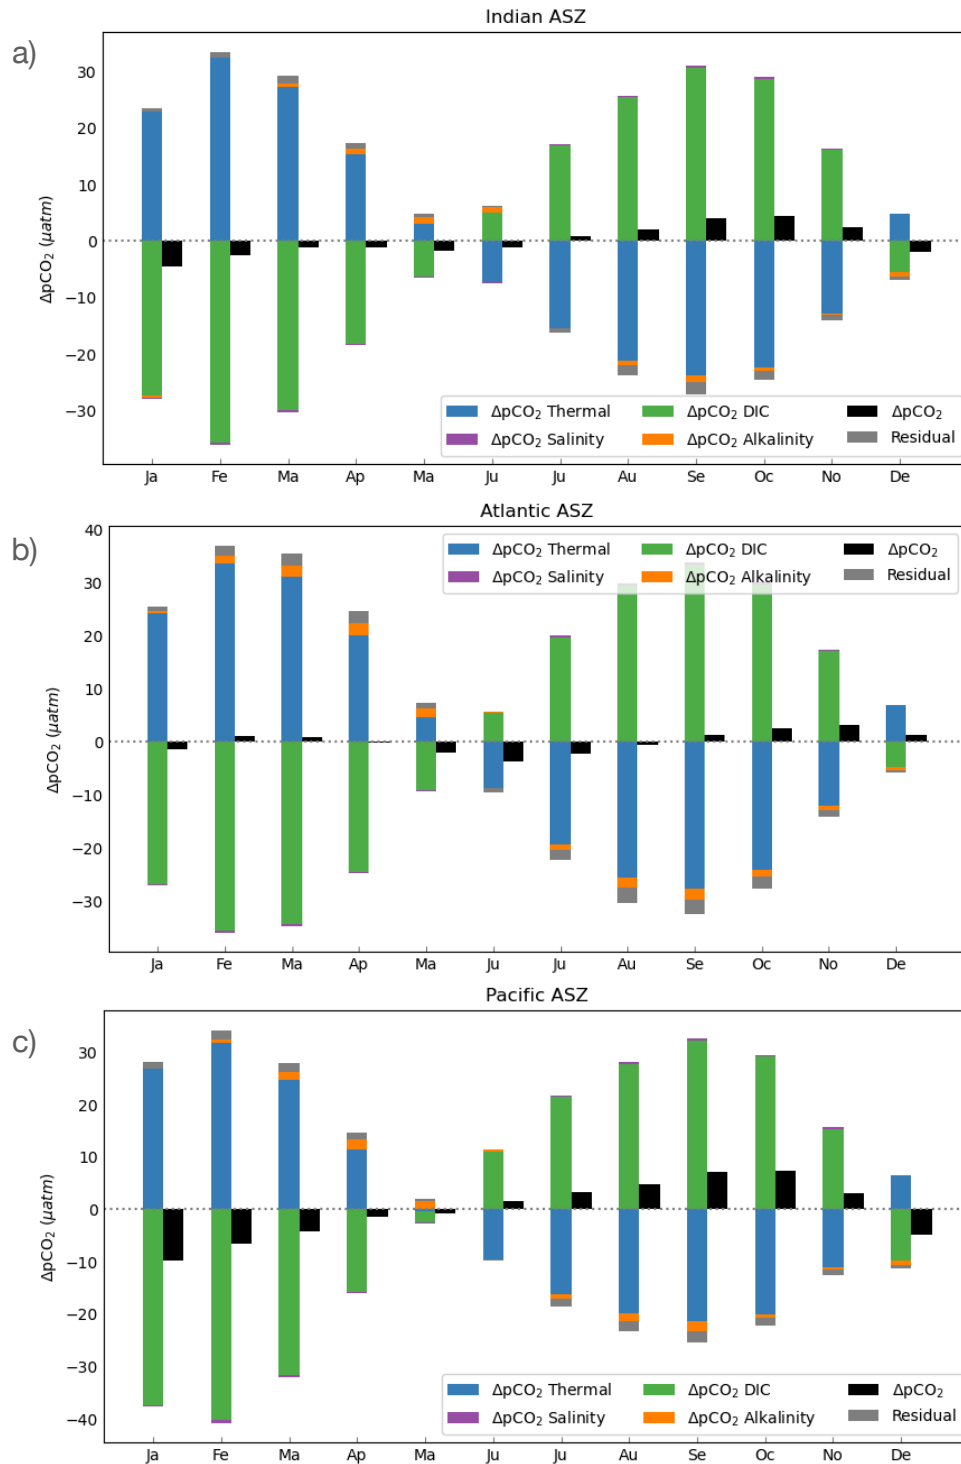 Indian ASZ
a)
30
20
10
0
−10
−20
−30
ΔpCO₂ (μatm)
ΔpCO₂ Thermal
ΔpCO₂ DIC
ΔpCO₂
ΔpCO₂ Salinity
ΔpCO₂ Alkalinity
Residual
Ja Fe Ma Ap Ma Ju Ju Au Se Oc No De
Atlantic ASZ
b)
40
30
20
10
0
−10
−20
−30
ΔpCO₂ (μatm)
ΔpCO₂ Thermal
ΔpCO₂ DIC
ΔpCO₂
ΔpCO₂ Salinity
ΔpCO₂ Alkalinity
Residual
Ja Fe Ma Ap Ma Ju Ju Au Se Oc No De
Pacific ASZ
c)
30
20
10
0
−10
−20
−30
−40
ΔpCO₂ (μatm)
ΔpCO₂ Thermal
ΔpCO₂ DIC
ΔpCO₂
ΔpCO₂ Salinity
ΔpCO₂ Alkalinity
Residual
Ja Fe Ma Ap Ma Ju Ju Au Se Oc No De